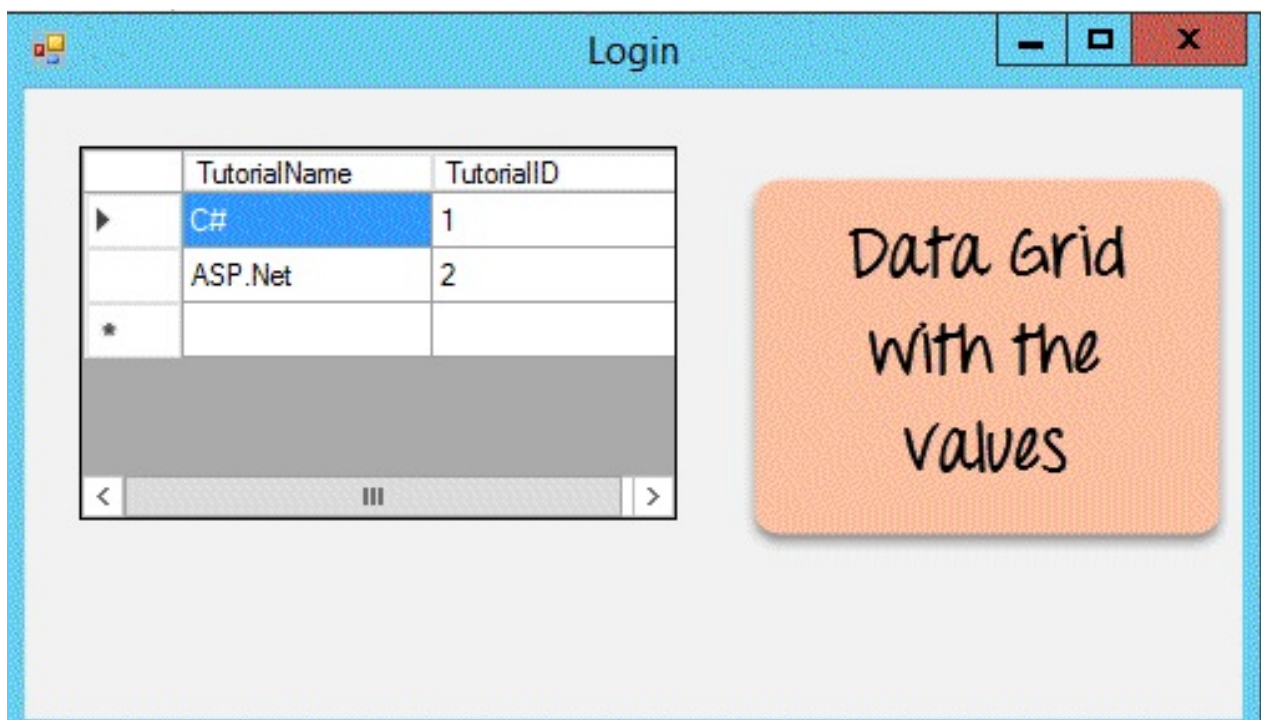 Login
TutorialName TutorialID
C# 1
ASP.Net 2
*
Data Grid
with the
values